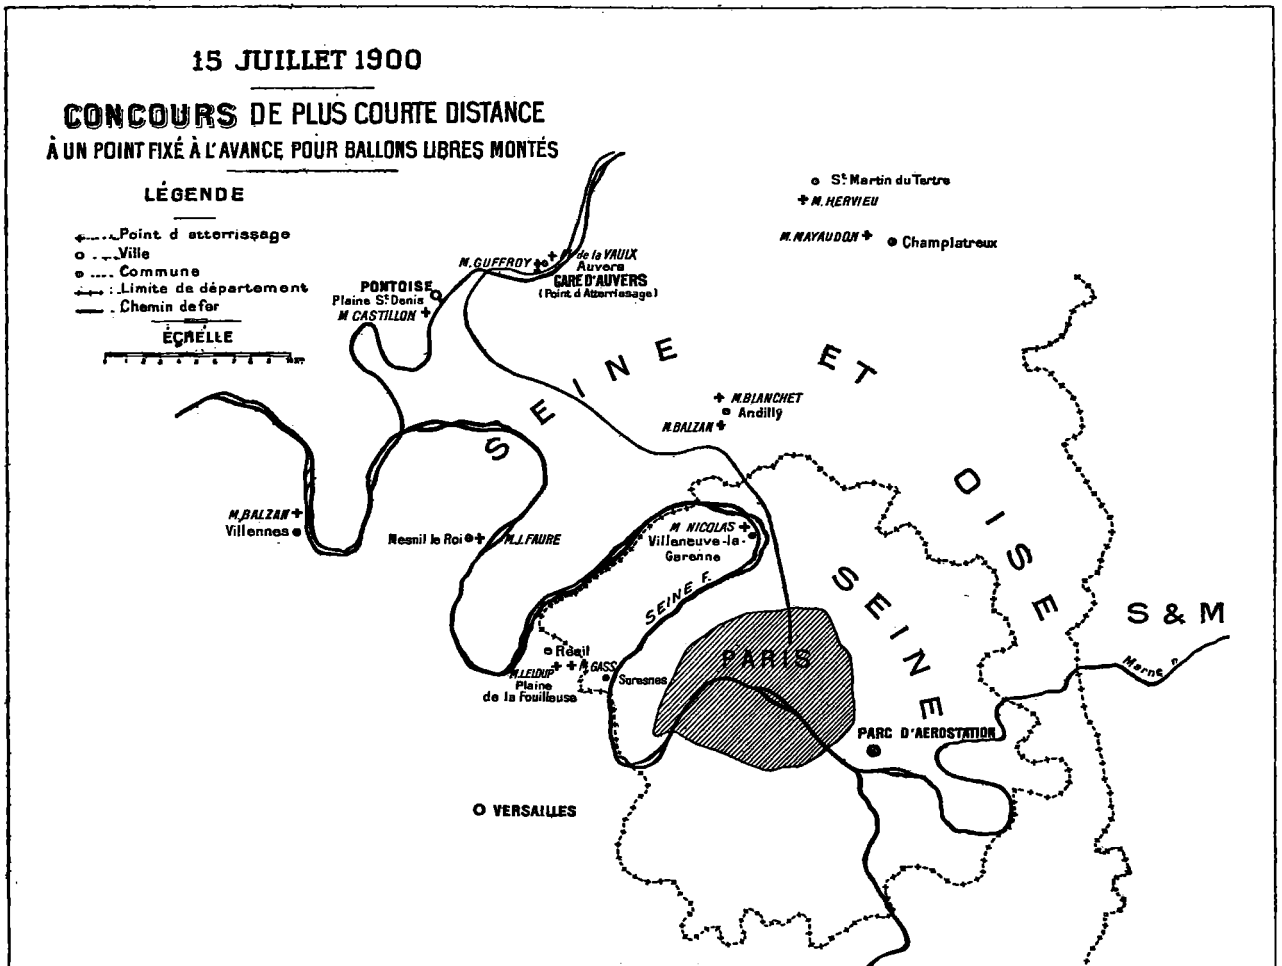 15 JUILLET 1900
CONCOURS DE PLUS COURTE DISTANCE
À UN POINT FIXÉ À L'AVANCE POUR BALLONS LIBRES MONTÉS
LÉGENDE
Point d atterrissage
Ville
Commune
Limite de départment
Chemin de fer
ÉCHELLE
St Martin du Tartre
M. HERVIEU
M. MAYAUDON
Champlatreux
M. GUFFROY
de la VAULX
Auvers
GARE D'AUVERS
(Point d'Atterrissage)
PONTOISE
Plaine St Denis
M CASTILLON
SEINE ET OISE
M. BLANCHET
Andilly
M. BALZAN
M. BALZAN
Villennes
Mesnil le Roi
M. J. FAURE
M NICOLAS
Villeneuve-la-
Garenne
SEINE F.
SEINE
S & M
Marne
PARIS
Rueil
M. LELOUP
GASS
Suresnes
Plaine
de la Fouilleuse
PARC D'AEROSTATION
VERSAILLES